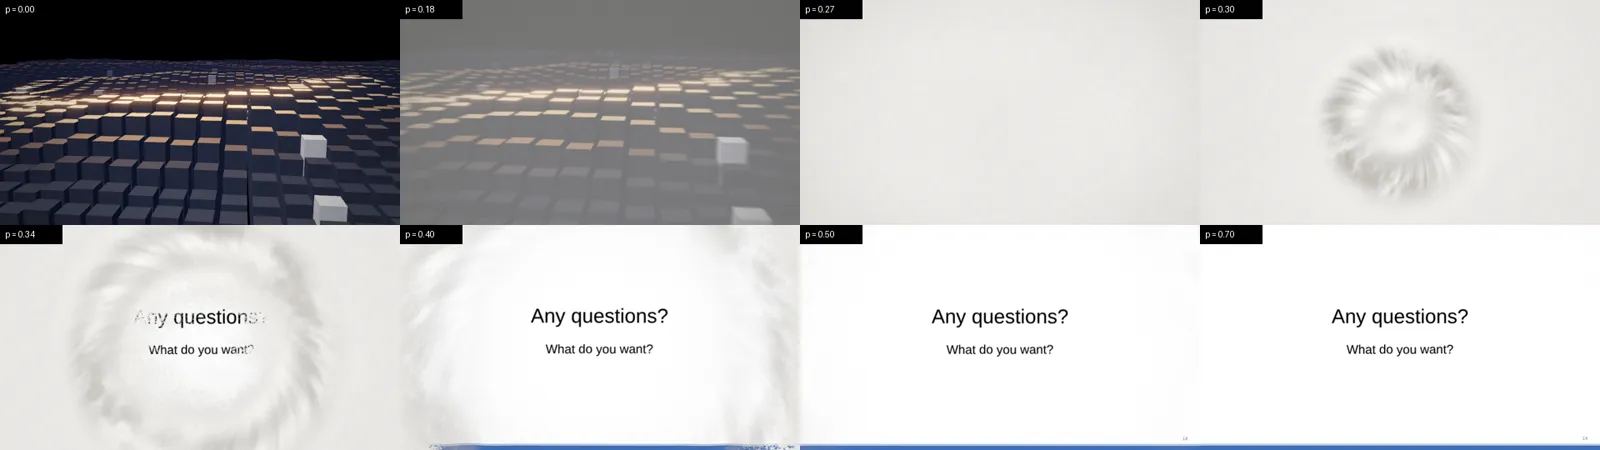 p=0.00
p=0.18
p=0.27
p=0.30
p=0.34
Any questions?
What do you want?
p=0.40
Any questions?
What do you want?
p=0.50
Any questions?
What do you want?
p=0.70
Any questions?
What do you want?